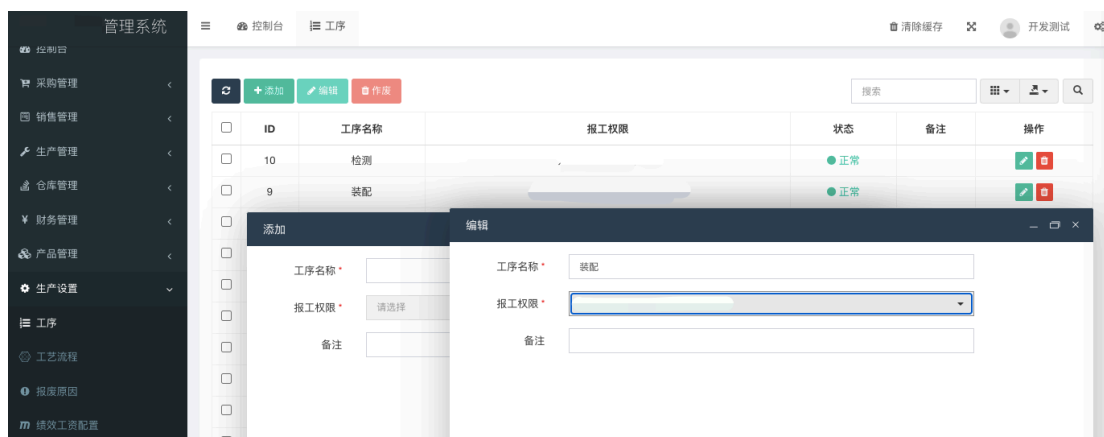 管理系统
控制台 工序 清除缓存 开发测试
控制台
采购管理
销售管理
生产管理
仓库管理
¥ 财务管理
产品管理
生产设置
工序
工艺流程
报废原因
m 绩效工资配置
添加 编辑 作废 搜索
ID 工序名称 报工权限 状态 备注 操作
10 检测 正常
9 装配 正常
添加
工序名称 *
报工权限 * 请选择
备注
编辑
工序名称 * 装配
报工权限 *
备注